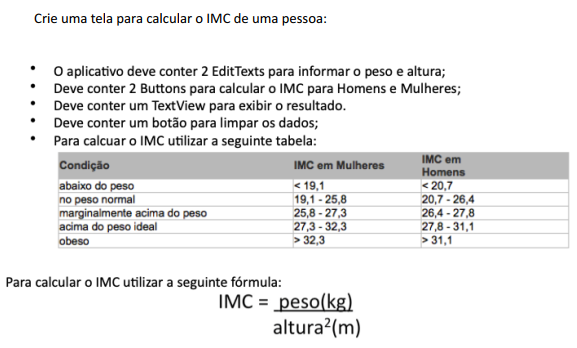 Crie uma tela para calcular o IMC de uma pessoa:
• O aplicativo deve conter 2 EditTexts para informar o peso e altura;
• Deve conter 2 Buttons para calcular o IMC para Homens e Mulheres;
• Deve conter um TextView para exibir o resultado.
• Deve conter um botão para limpar os dados;
• Para calcuar o IMC utilizar a seguinte tabela:
Condição IMC em Mulheres IMC em
Homens
abaixo do peso < 19,1 < 20,7
no peso normal 19,1 - 25,8 20,7 - 26,4
marginalmente acima do peso 25,8 - 27,3 26,4 - 27,8
acima do peso ideal 27,3 - 32,3 27,8 - 31,1
obeso > 32,3 > 31,1
Para calcular o IMC utilizar a seguinte fórmula:
IMC = peso(kg)
altura²(m)